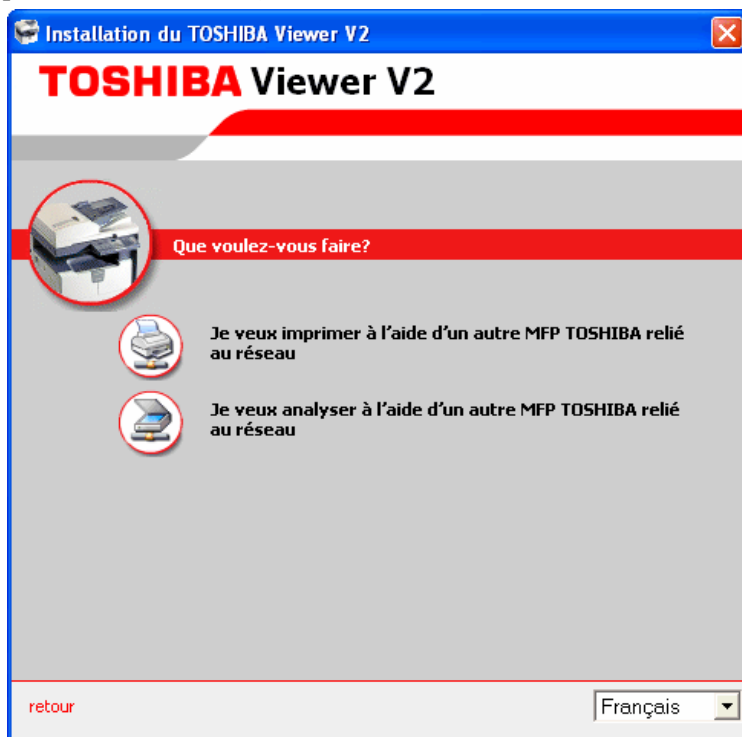 Installation du TOSHIBA Viewer V2
TOSHIBA Viewer V2
Que voulez-vous faire?
Je veux imprimer à l'aide d'un autre MFP TOSHIBA relié
au réseau
Je veux analyser à l'aide d'un autre MFP TOSHIBA relié
au réseau
retour
Français